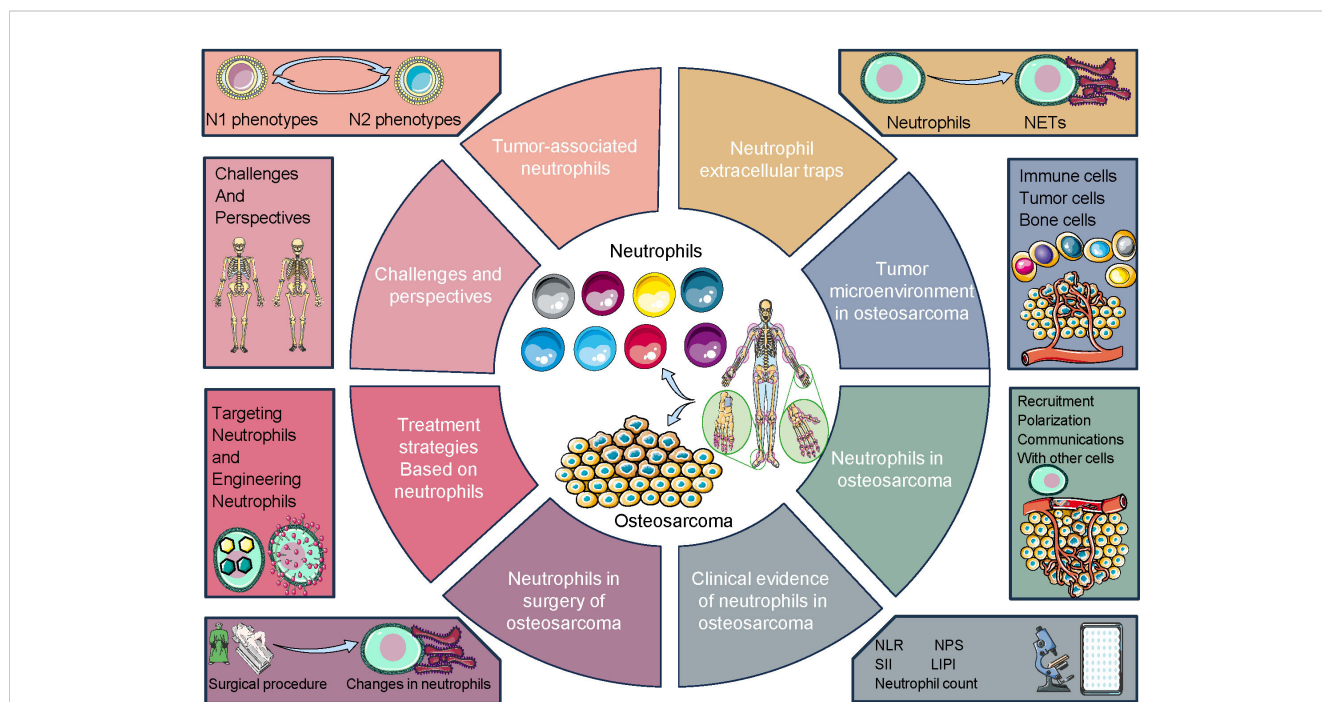 N1 phenotypes
N2 phenotypes
Neutrophils
NETs
Tumor-associated
neutrophils
Neutrophil
extracellular traps
Challenges
And
Perspectives
Immune cells
Tumor cells
Bone cells
Challenges and
perspectives
Neutrophils
Tumor
microenvironment
in osteosarcoma
Targeting
Neutrophils
and
Engineering
Neutrophils
Treatment
strategies
Based on
neutrophils
Osteosarcoma
Neutrophils in
osteosarcoma
Recruitment
Polarization
Communications
With other cells
Neutrophils in
surgery of
osteosarcoma
Clinical evidence
of neutrophils in
osteosarcoma
Surgical procedure
Changes in neutrophils
NLR NPS
SII LIPI
Neutrophil count